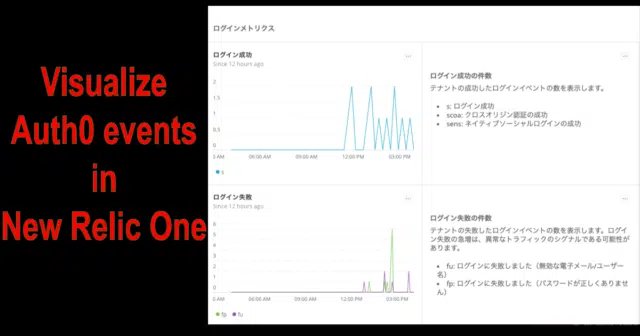 Visualize
Auth0 events
in
New Relic One
ログインメトリクス
ログイン成功
Since 12 hours ago
2
1.5
1
0.5
0
3 AM
06:00 AM
09:00 AM
12:00 PM
03:00 PM
s
ログイン成功の件数
テナントの成功したログインイベントの数を表示します。
s: ログイン成功
scoa: クロスオリジン認証の成功
sens: ネイティブソーシャルログインの成功
ログイン失敗
Since 12 hours ago
6
5
4
3
2
1
0
3 AM
06:00 AM
09:00 AM
12:00 PM
03:00 PM
fp fu
ログイン失敗の件数
テナントの失敗したログインイベントの数を表示します。ログイ
ン失敗の急増は、異常なトラフィックのシグナルである可能性が
あります。
fu: ログインに失敗しました（無効な電子メール/ユーザー
名）
fp: ログインに失敗しました（パスワードが正しくありませ
ん。）